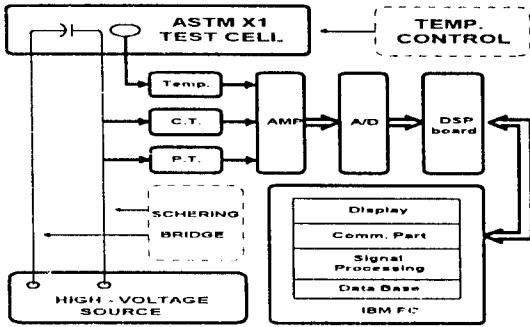 ASTM X1
TEST CELL
TEMP.
CONTROL
Temp.
C.T.
P.T.
AMP
A/D
DSP
board
SCHERING
BRIDGE
HIGH - VOLTAGE
SOURCE
Display
Comm. Part
Signal
Processing
Data Base
IBM PC